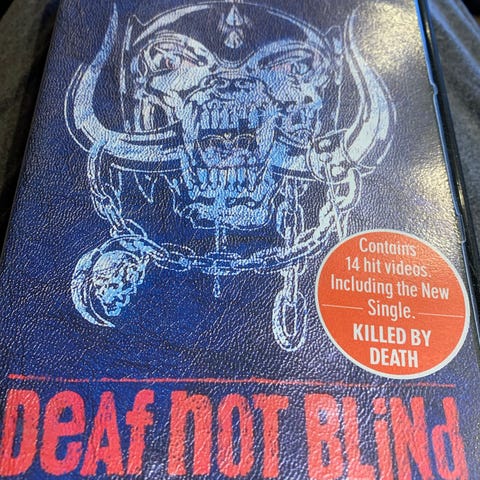 Contains
14 hit videos.
Including the New
Single.
KILLED BY
DEATH
DEAf NOT BLiNd